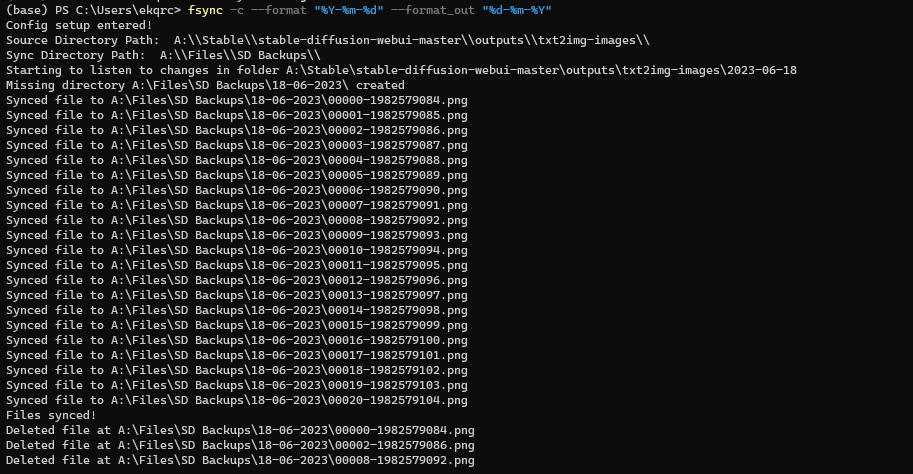 (base) PS C:\Users\ekqrc> fsync -c --format "%Y-%m-%d" --format_out "%d-%m-%Y"
Config setup entered!
Source Directory Path:  A:\\Stable\\stable-diffusion-webui-master\\outputs\\txt2img-images\\
Sync Directory Path:  A:\\Files\\SD Backups\\
Starting to listen to changes in folder A:\Stable\stable-diffusion-webui-master\outputs\txt2img-images\2023-06-18
Missing directory A:\Files\SD Backups\18-06-2023\ created
Synced file to A:\Files\SD Backups\18-06-2023\00000-1982579084.png
Synced file to A:\Files\SD Backups\18-06-2023\00001-1982579085.png
Synced file to A:\Files\SD Backups\18-06-2023\00002-1982579086.png
Synced file to A:\Files\SD Backups\18-06-2023\00003-1982579087.png
Synced file to A:\Files\SD Backups\18-06-2023\00004-1982579088.png
Synced file to A:\Files\SD Backups\18-06-2023\00005-1982579089.png
Synced file to A:\Files\SD Backups\18-06-2023\00006-1982579090.png
Synced file to A:\Files\SD Backups\18-06-2023\00007-1982579091.png
Synced file to A:\Files\SD Backups\18-06-2023\00008-1982579092.png
Synced file to A:\Files\SD Backups\18-06-2023\00009-1982579093.png
Synced file to A:\Files\SD Backups\18-06-2023\00010-1982579094.png
Synced file to A:\Files\SD Backups\18-06-2023\00011-1982579095.png
Synced file to A:\Files\SD Backups\18-06-2023\00012-1982579096.png
Synced file to A:\Files\SD Backups\18-06-2023\00013-1982579097.png
Synced file to A:\Files\SD Backups\18-06-2023\00014-1982579098.png
Synced file to A:\Files\SD Backups\18-06-2023\00015-1982579099.png
Synced file to A:\Files\SD Backups\18-06-2023\00016-1982579100.png
Synced file to A:\Files\SD Backups\18-06-2023\00017-1982579101.png
Synced file to A:\Files\SD Backups\18-06-2023\00018-1982579102.png
Synced file to A:\Files\SD Backups\18-06-2023\00019-1982579103.png
Synced file to A:\Files\SD Backups\18-06-2023\00020-1982579104.png
Files synced!
Deleted file at A:\Files\SD Backups\18-06-2023\00000-1982579084.png
Deleted file at A:\Files\SD Backups\18-06-2023\00002-1982579086.png
Deleted file at A:\Files\SD Backups\18-06-2023\00008-1982579092.png